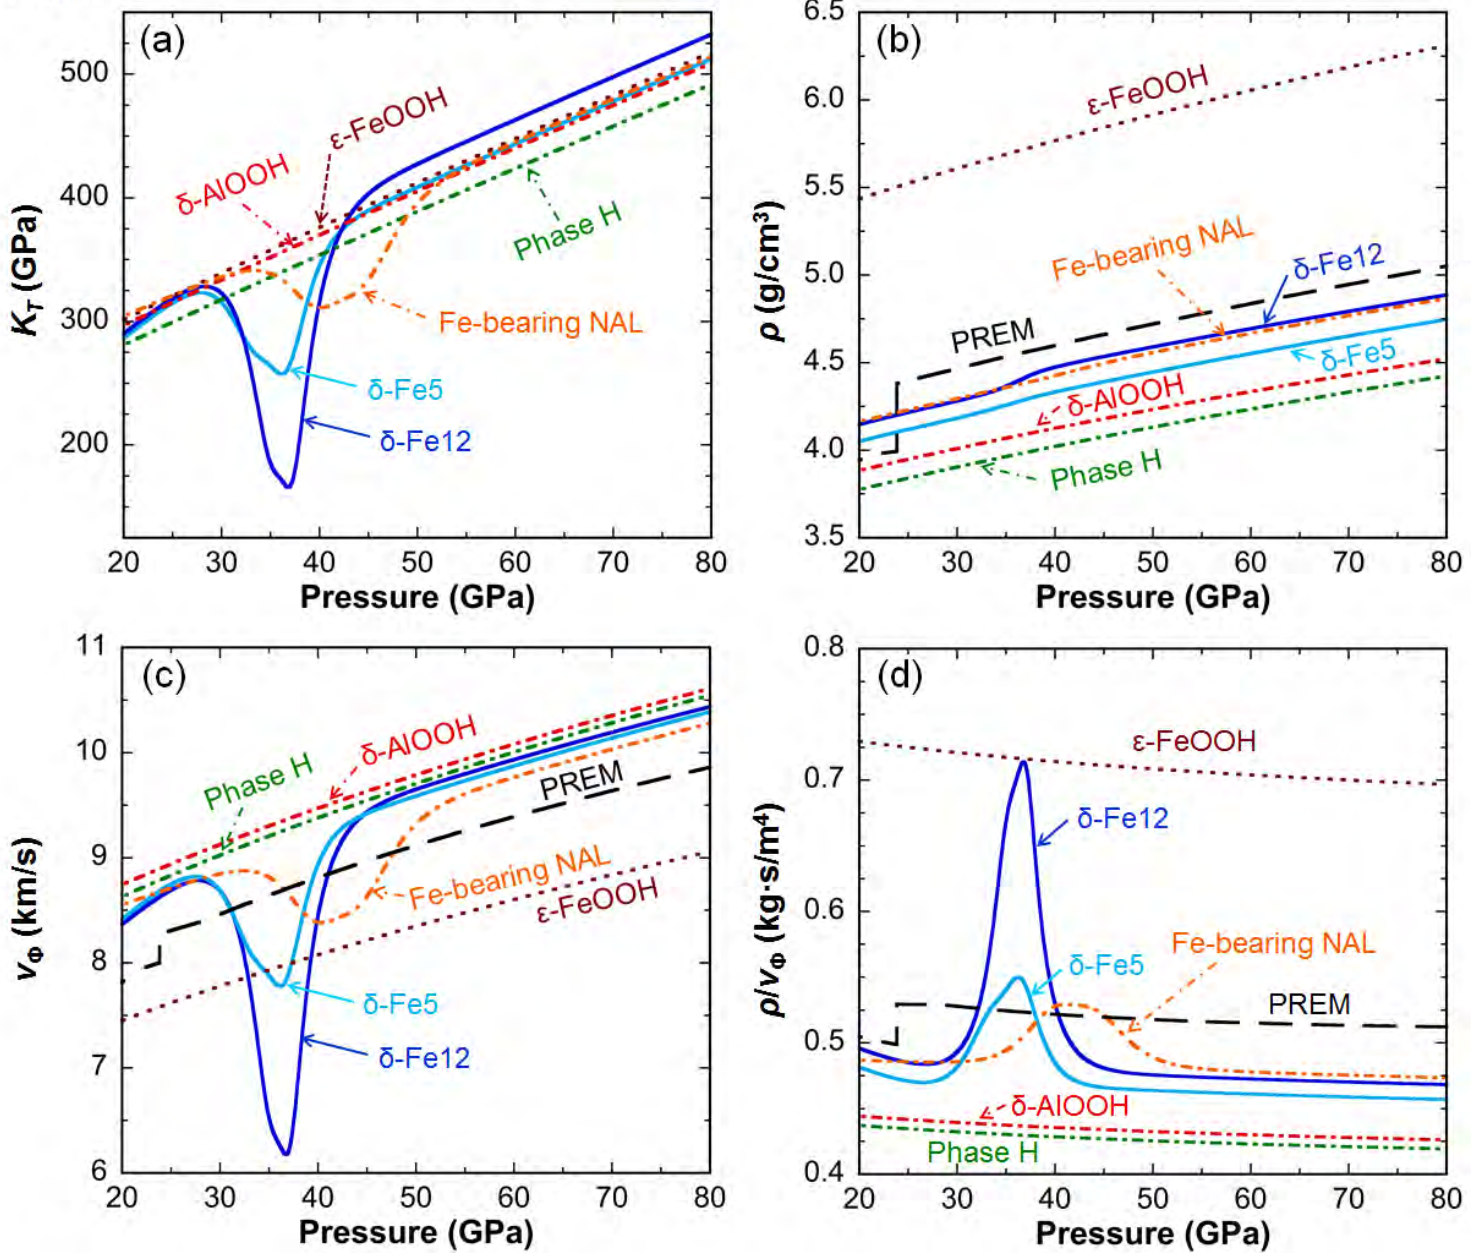 (a)
500
400
300
200
K_T (GPa)
ε-FeOOH
δ-AlOOH
Phase H
Fe-bearing NAL
δ-Fe5
δ-Fe12
20 30 40 50 60 70 80
Pressure (GPa)
(b)
6.5
6.0
5.5
5.0
4.5
4.0
3.5
ρ (g/cm³)
ε-FeOOH
Fe-bearing NAL
δ-Fe12
PREM
δ-Fe5
δ-AlOOH
Phase H
20 30 40 50 60 70 80
Pressure (GPa)
(c)
11
10
9
8
7
6
v_Φ (km/s)
δ-AlOOH
Phase H
PREM
Fe-bearing NAL
ε-FeOOH
δ-Fe5
δ-Fe12
20 30 40 50 60 70 80
Pressure (GPa)
(d)
0.8
0.7
0.6
0.5
0.4
ρ/v_Φ (kg·s/m⁴)
ε-FeOOH
δ-Fe12
Fe-bearing NAL
δ-Fe5
PREM
δ-AlOOH
Phase H
20 30 40 50 60 70 80
Pressure (GPa)